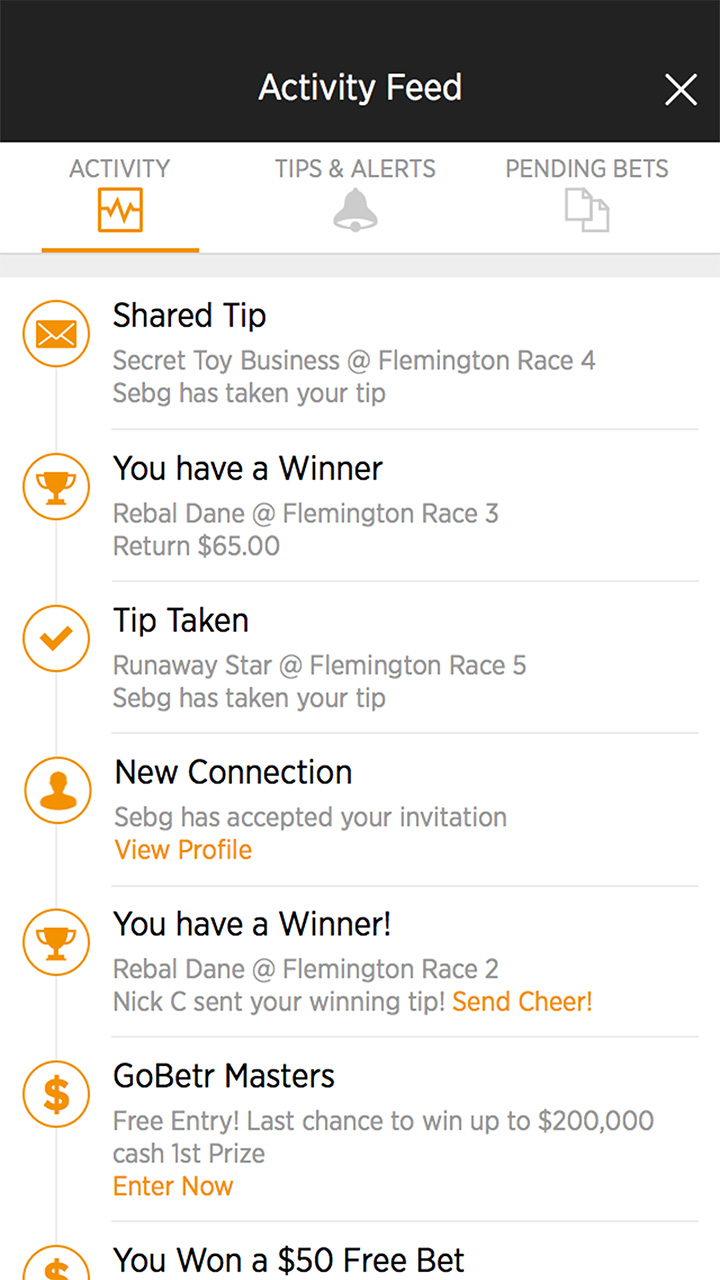 Activity Feed
ACTIVITY
TIPS & ALERTS
PENDING BETS
Shared Tip
Secret Toy Business @ Flemington Race 4
Sebg has taken your tip
You have a Winner
Rebal Dane @ Flemington Race 3
Return $65.00
Tip Taken
Runaway Star @ Flemington Race 5
Sebg has taken your tip
New Connection
Sebg has accepted your invitation
View Profile
You have a Winner!
Rebal Dane @ Flemington Race 2
Nick C sent your winning tip! Send Cheer!
GoBetr Masters
Free Entry! Last chance to win up to $200,000
cash 1st Prize
Enter Now
You Won a $50 Free Bet